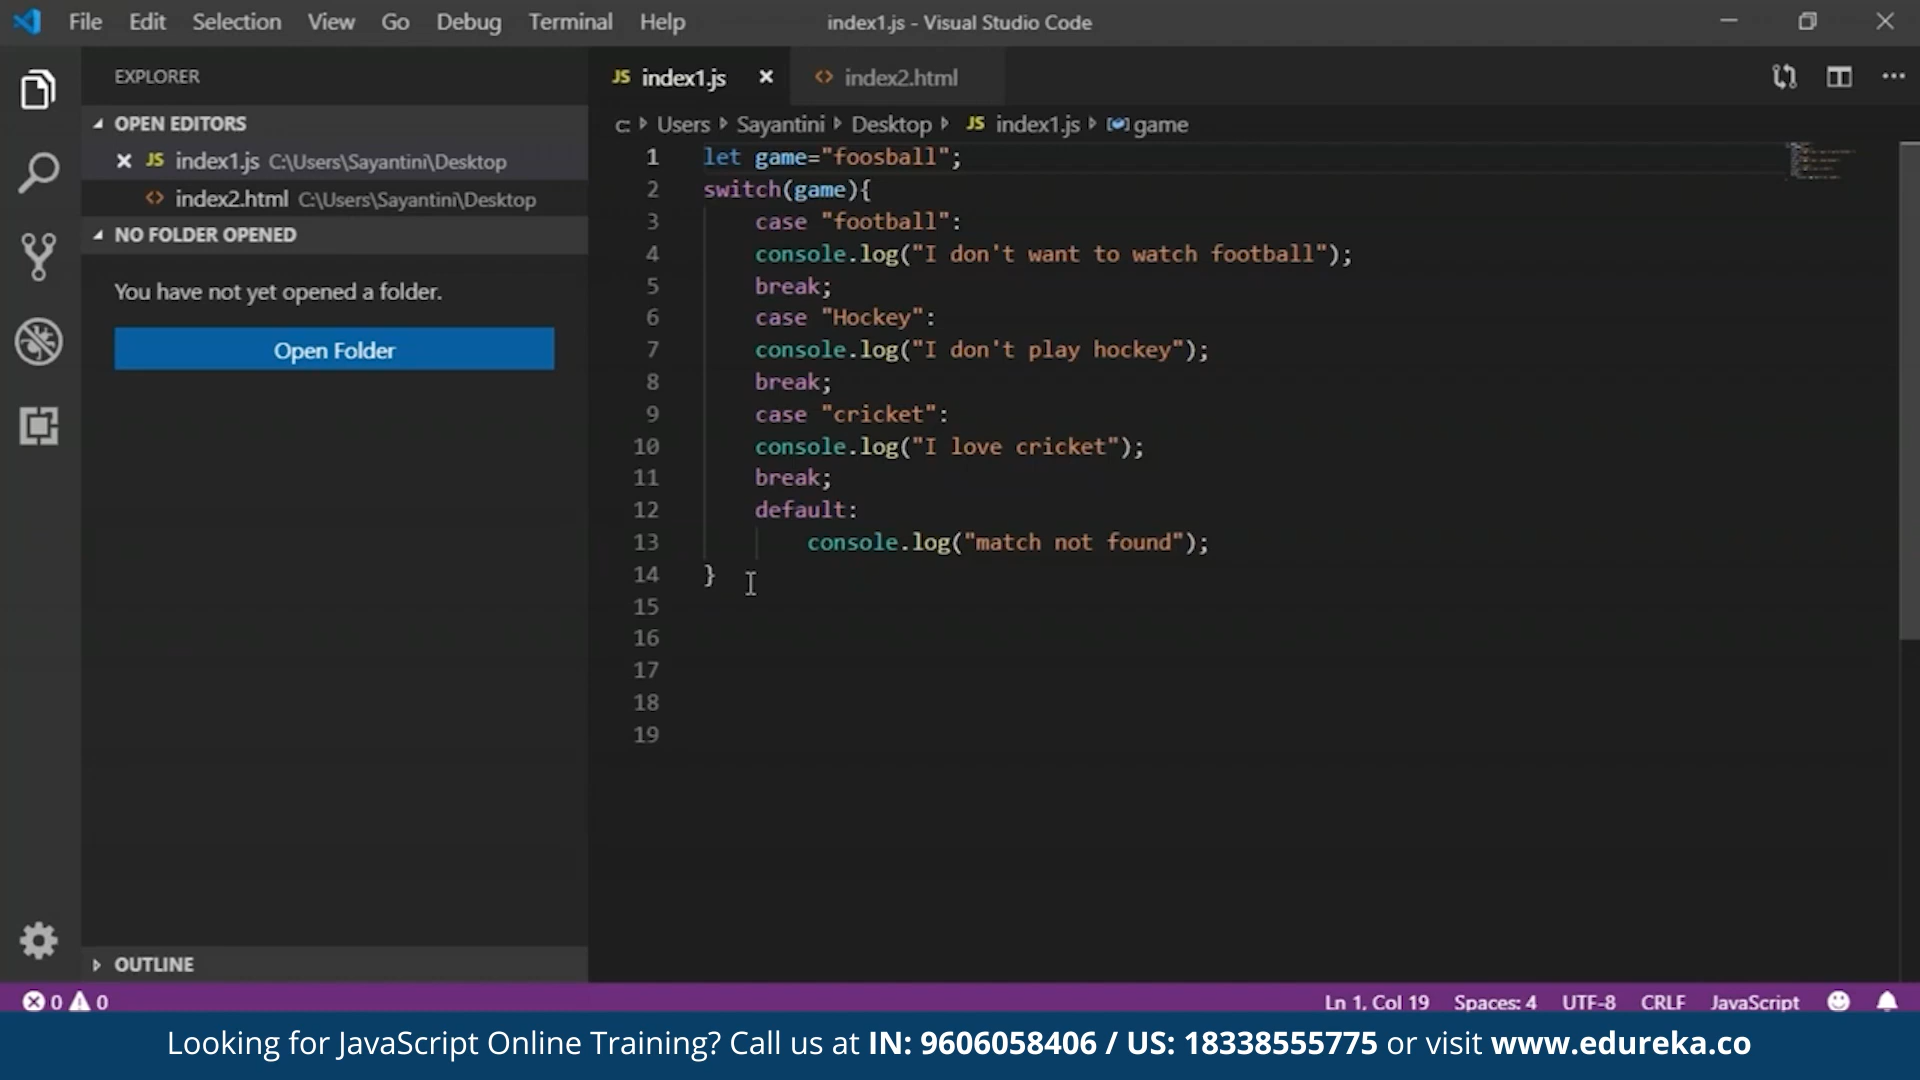 File Edit Selection View Go Debug Terminal Help index1.js - Visual Studio Code
EXPLORER
OPEN EDITORS
JS index1.js C:\Users\Sayantini\Desktop
<> index2.html C:\Users\Sayantini\Desktop
NO FOLDER OPENED
You have not yet opened a folder.
Open Folder
OUTLINE
JS index1.js <> index2.html
c: Users Sayantini Desktop JS index1.js game
1 let game="foosball";
2 switch(game){
3 case "football":
4 console.log("I don't want to watch football");
5 break;
6 case "Hockey":
7 console.log("I don't play hockey");
8 break;
9 case "cricket":
10 console.log("I love cricket");
11 break;
12 default:
13 console.log("match not found");
14 }
15
16
17
18
19
0 0 Ln 1, Col 19 Spaces: 4 UTF-8 CRLF JavaScript
Looking for JavaScript Online Training? Call us at IN: 9606058406 / US: 18338555775 or visit www.edureka.co